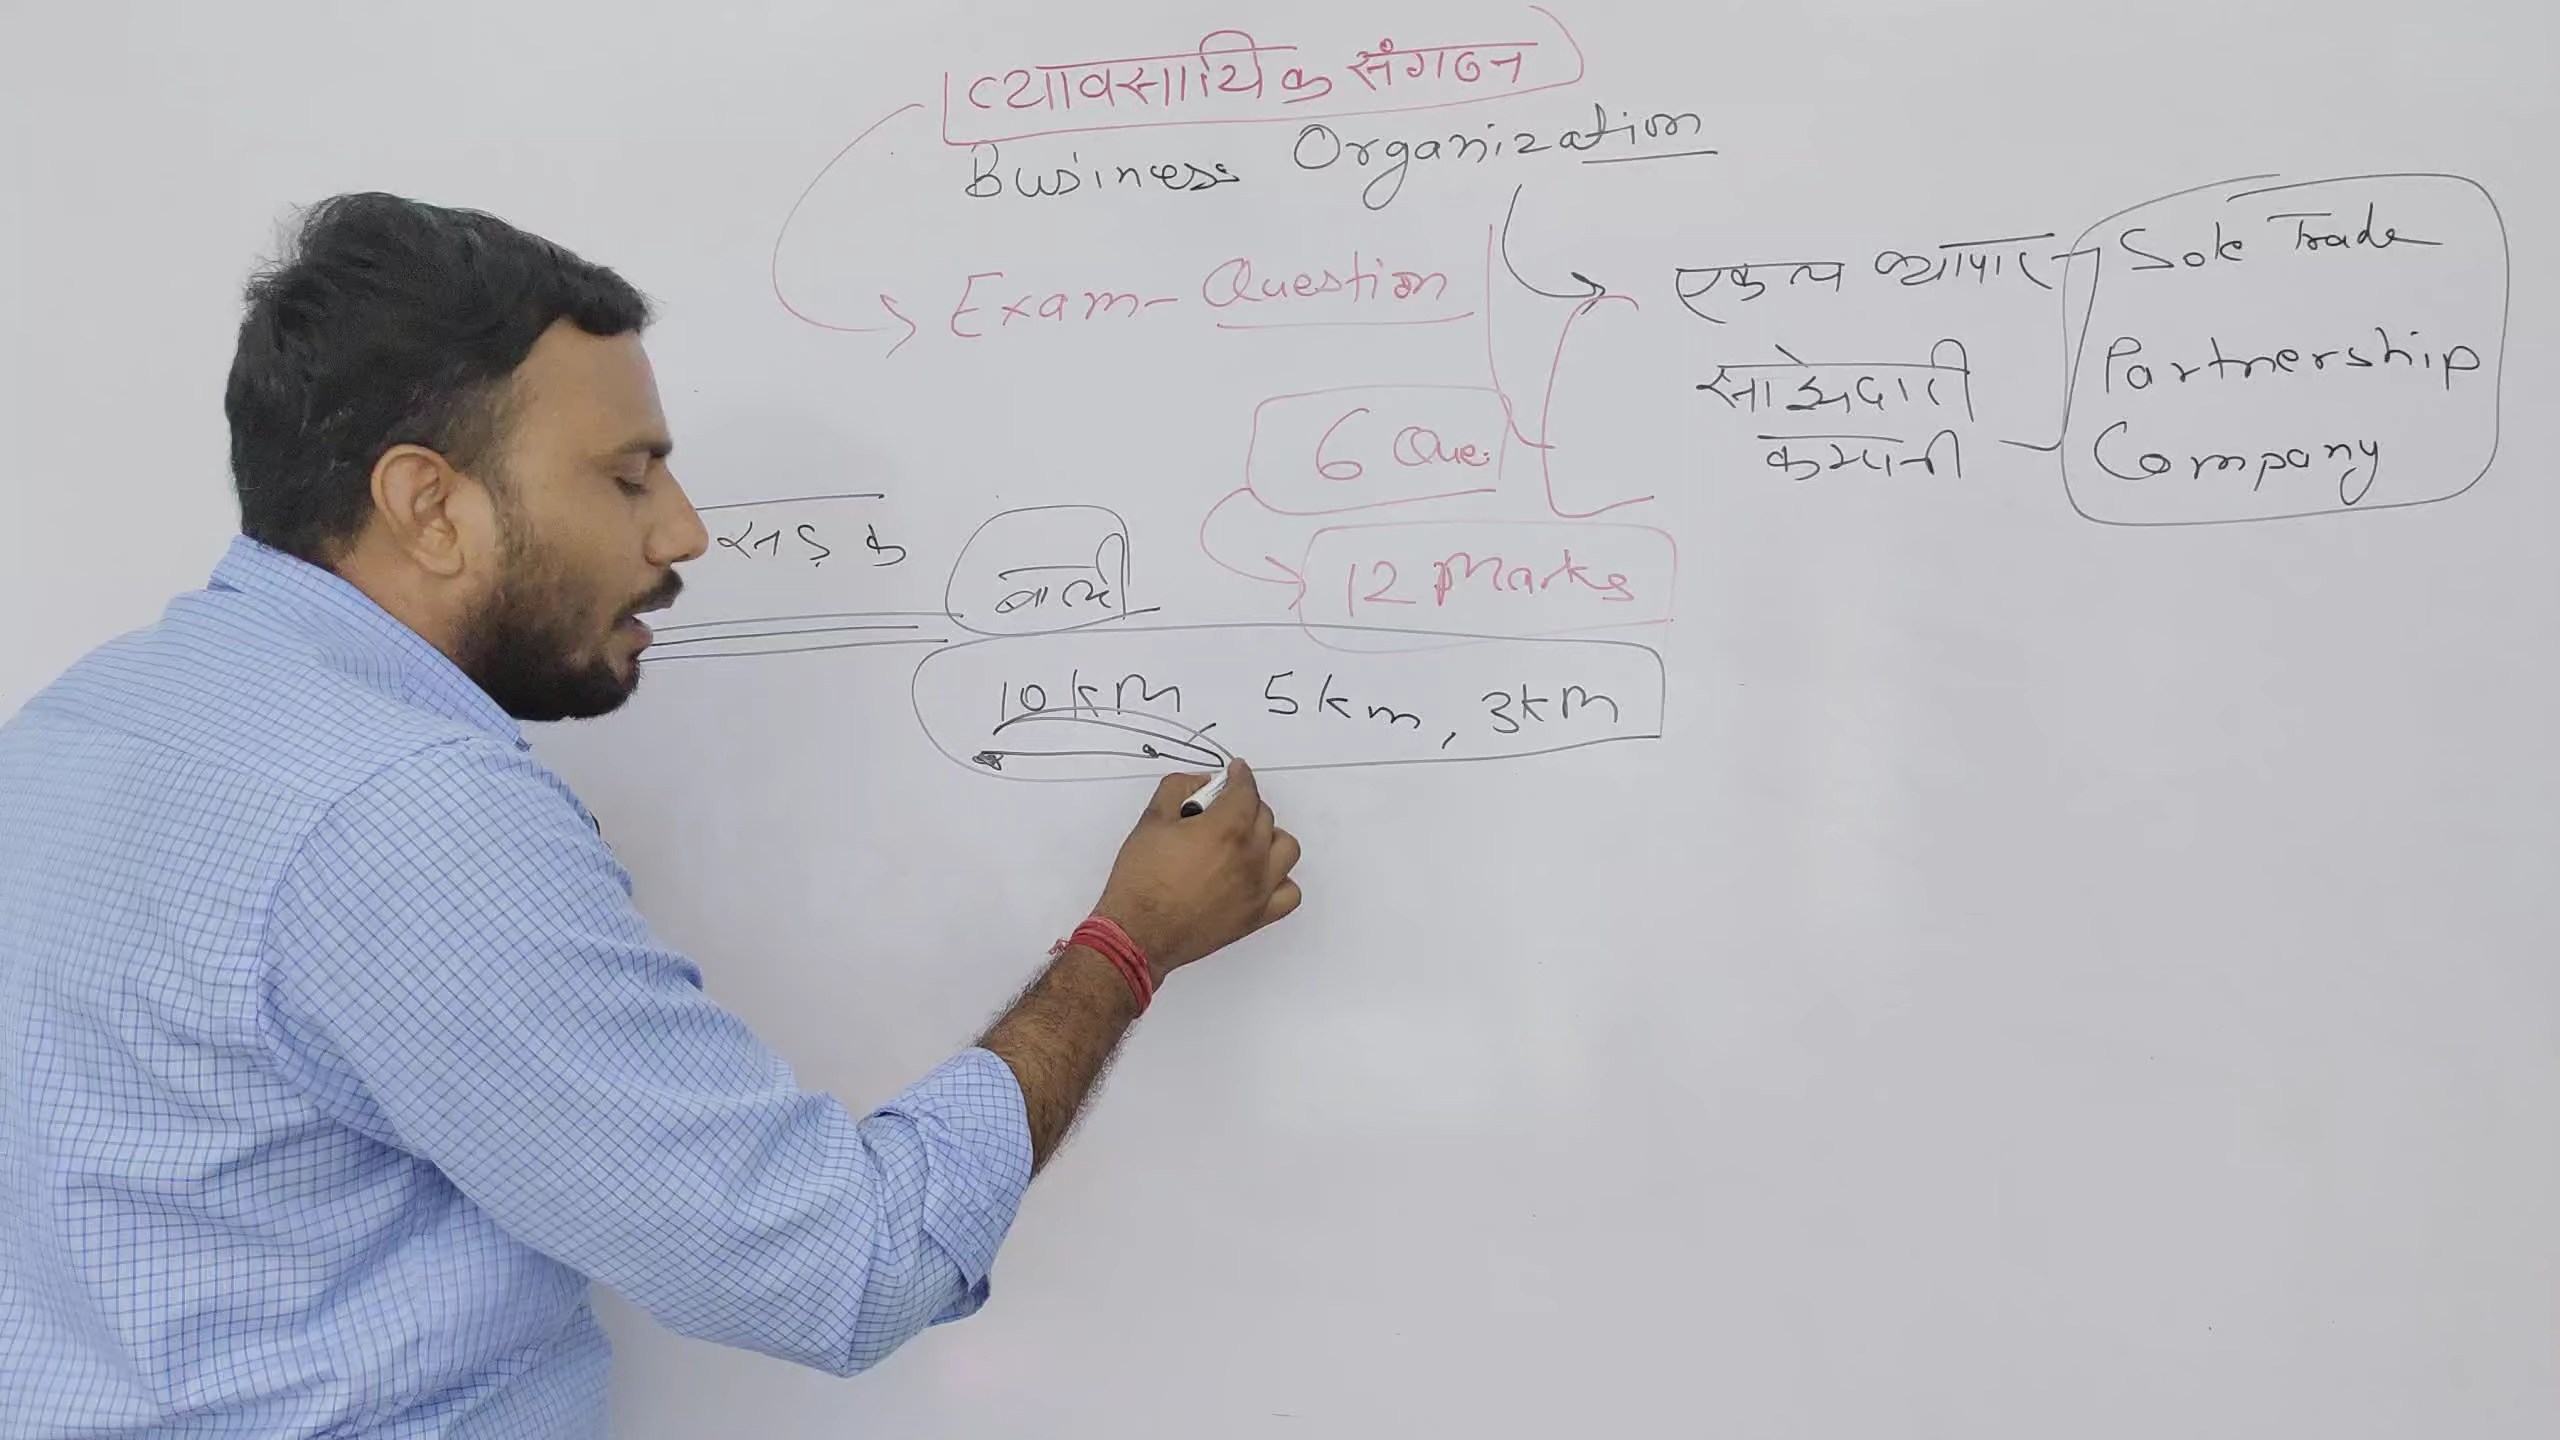 व्यावसायिक संगठन
Business Organization
Exam - Question
6 Que.
12 Marks
एकल व्यापार
साझेदारी
कम्पनी
Sole Trade
Partnership
Company
सड़क
बाल्टी
10 km, 5 km, 3 km